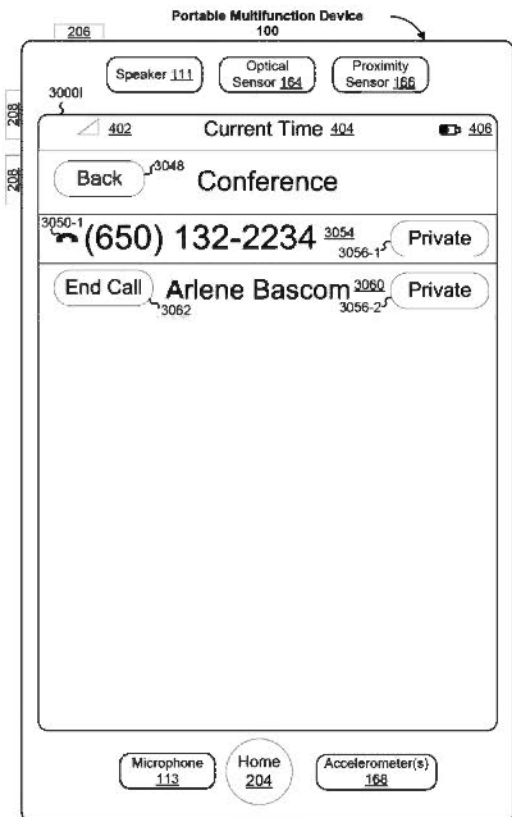 Portable Multifunction Device
206
100
Speaker 111
Optical
Sensor 164
Proximity
Sensor 166
3000I
208
402 Current Time 404 406
208
Back 3048 Conference
3050-1 (650) 132-2234 3054 3056-1 Private
End Call 3062 Arlene Bascom 3060 3056-2 Private
Microphone
113
Home
204
Accelerometer(s)
168